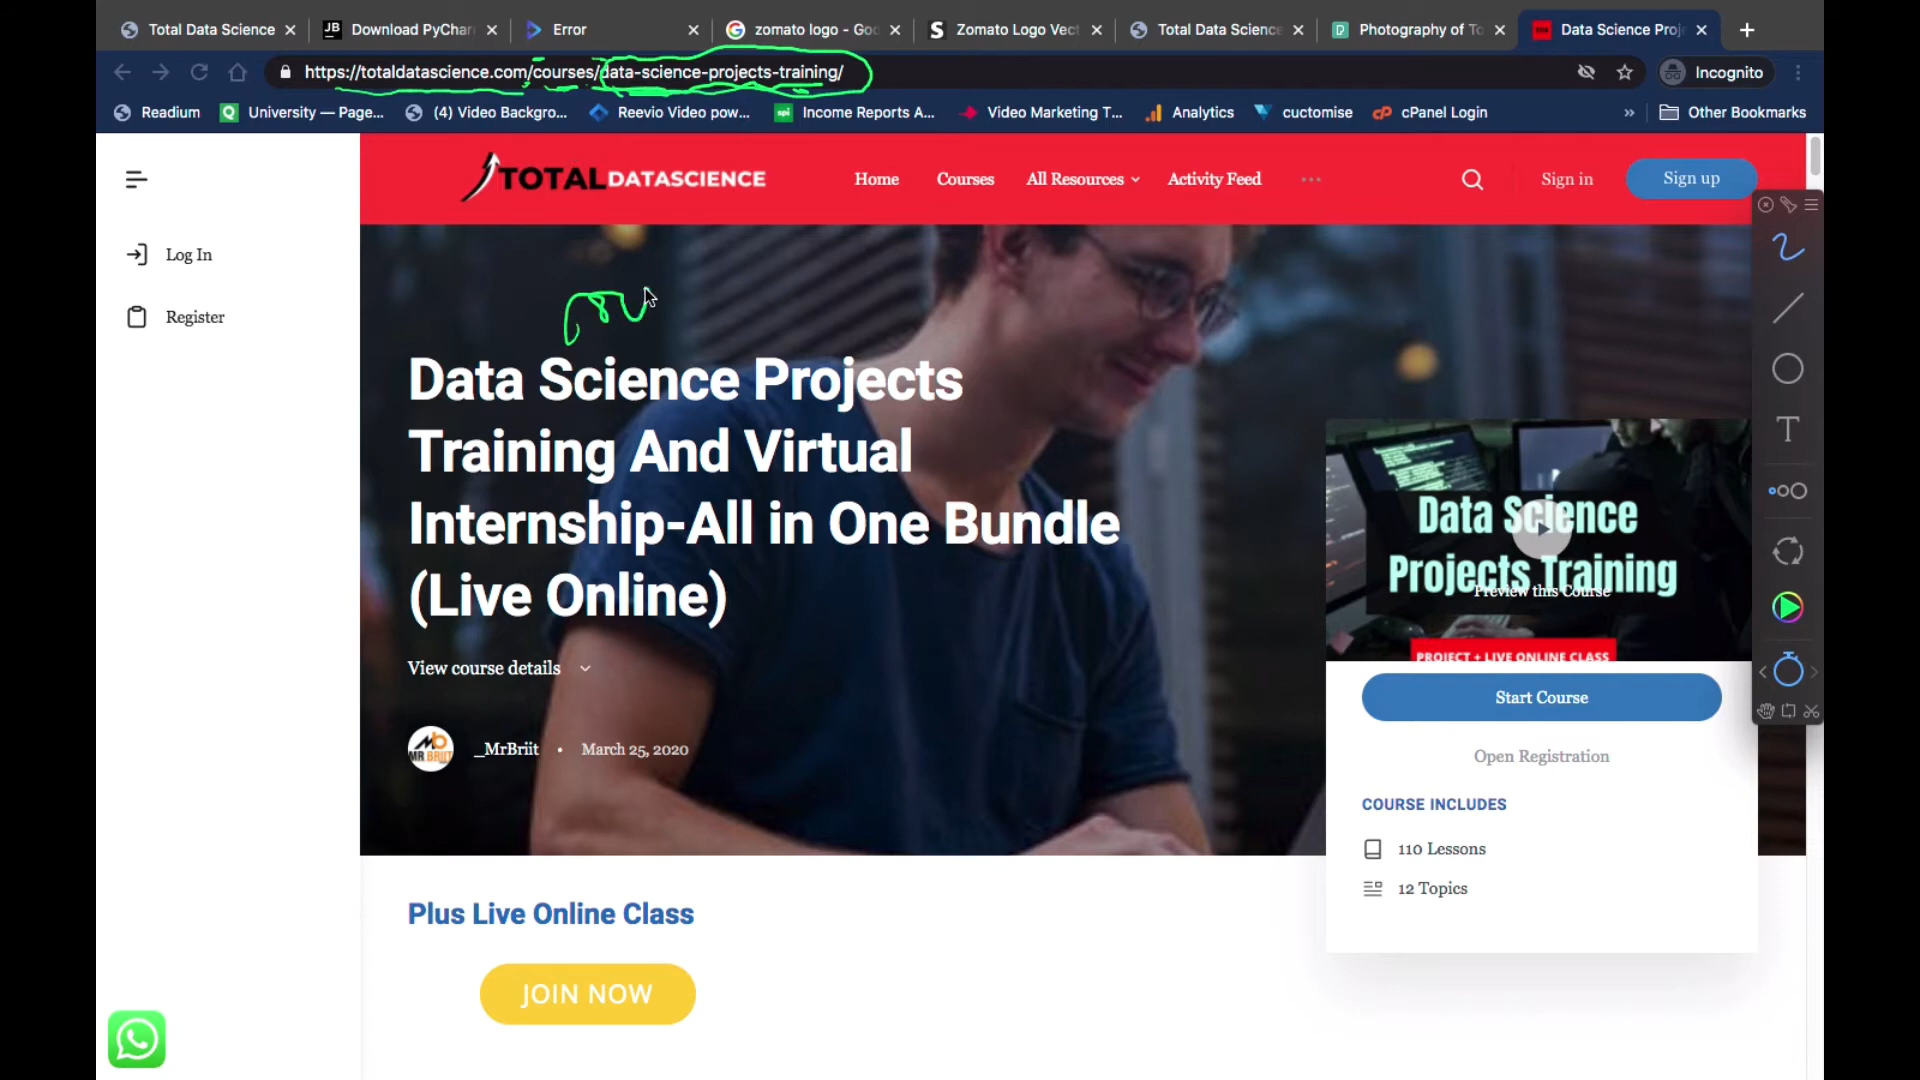 Total Data Science
Download PyChar
Error
zomato logo - Goo
Zomato Logo Vect
Total Data Science
Photography of To
Data Science Proj
https://totaldatascience.com/courses/data-science-projects-training/
Incognito
Readium
University — Page...
(4) Video Backgro...
Reevio Video pow...
Income Reports A...
Video Marketing T...
Analytics
cuctomise
cPanel Login
Other Bookmarks
TOTALDATASCIENCE
Home
Courses
All Resources
Activity Feed
Sign in
Sign up
Log In
Register
Data Science Projects
Training And Virtual
Internship-All in One Bundle
(Live Online)
View course details
_MrBriit • March 25, 2020
Data Science
Projects Training
Preview this Course
PROJECT + LIVE ONLINE CLASS
Start Course
Open Registration
COURSE INCLUDES
110 Lessons
12 Topics
Plus Live Online Class
JOIN NOW